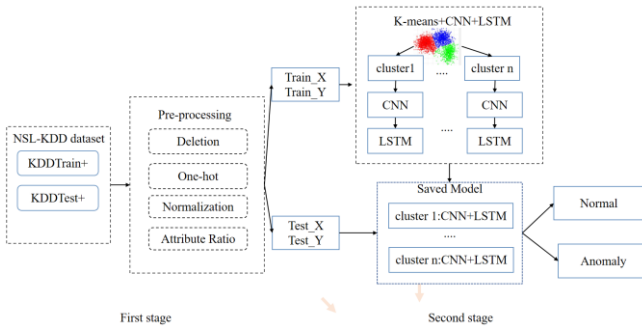 NSL-KDD dataset
KDDTrain+
KDDTest+
Pre-processing
Deletion
One-hot
Normalization
Attribute Ratio
Train_X
Train_Y
Test_X
Test_Y
K-means+CNN+LSTM
cluster1
....
cluster n
CNN
CNN
LSTM
....
LSTM
Saved Model
cluster 1:CNN+LSTM
....
cluster n:CNN+LSTM
Normal
Anomaly
First stage
Second stage